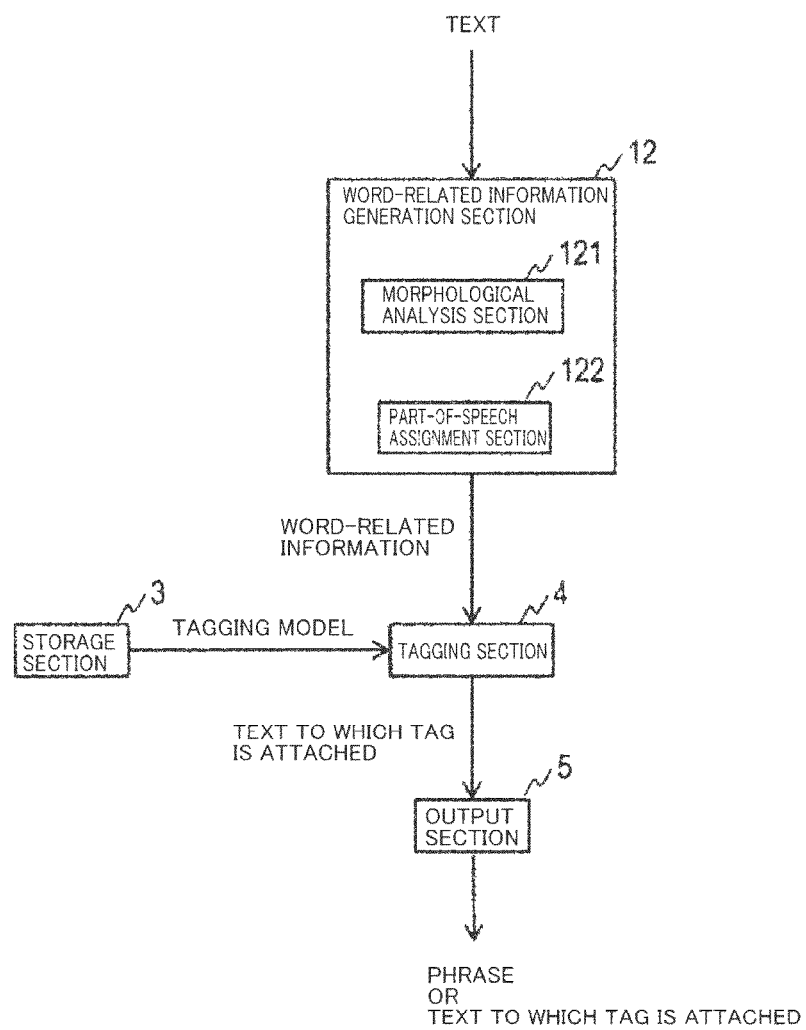 TEXT
12
WORD-RELATED INFORMATION
GENERATION SECTION
121
MORPHOLOGICAL
ANALYSIS SECTION
122
PART-OF-SPEECH
ASSIGNMENT SECTION
WORD-RELATED
INFORMATION
3
STORAGE
SECTION
TAGGING MODEL
4
TAGGING SECTION
TEXT TO WHICH TAG
IS ATTACHED
5
OUTPUT
SECTION
PHRASE
OR
TEXT TO WHICH TAG IS ATTACHED